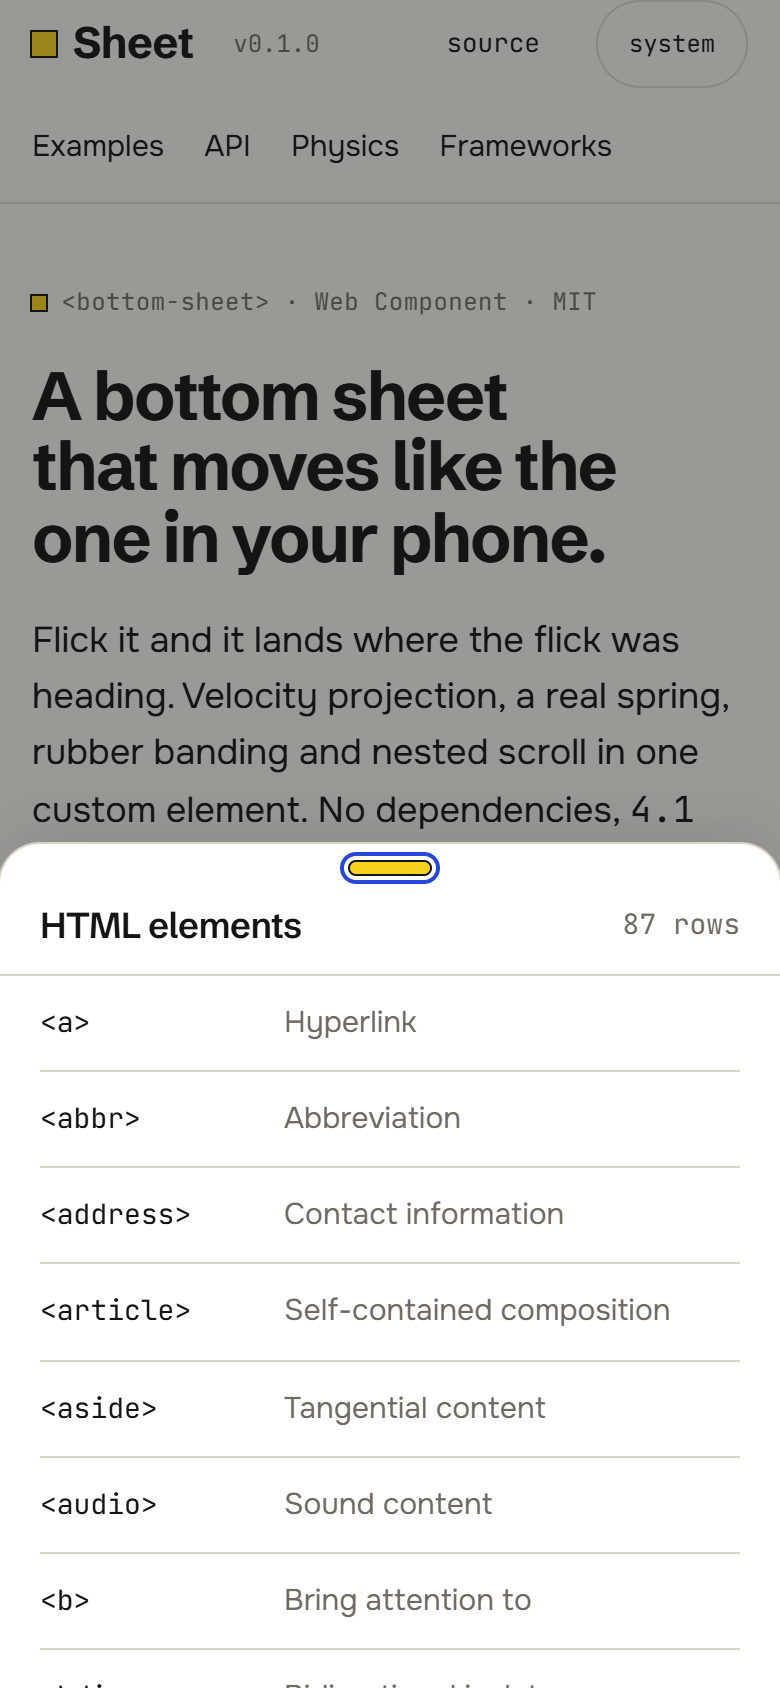 Sheet v0.1.0 source system
Examples API Physics Frameworks
<bottom-sheet> · Web Component · MIT
A bottom sheet
that moves like the
one in your phone.
Flick it and it lands where the flick was
heading. Velocity projection, a real spring,
rubber banding and nested scroll in one
custom element. No dependencies, 4.1
HTML elements 87 rows
<a> Hyperlink
<abbr> Abbreviation
<address> Contact information
<article> Self-contained composition
<aside> Tangential content
<audio> Sound content
<b> Bring attention to